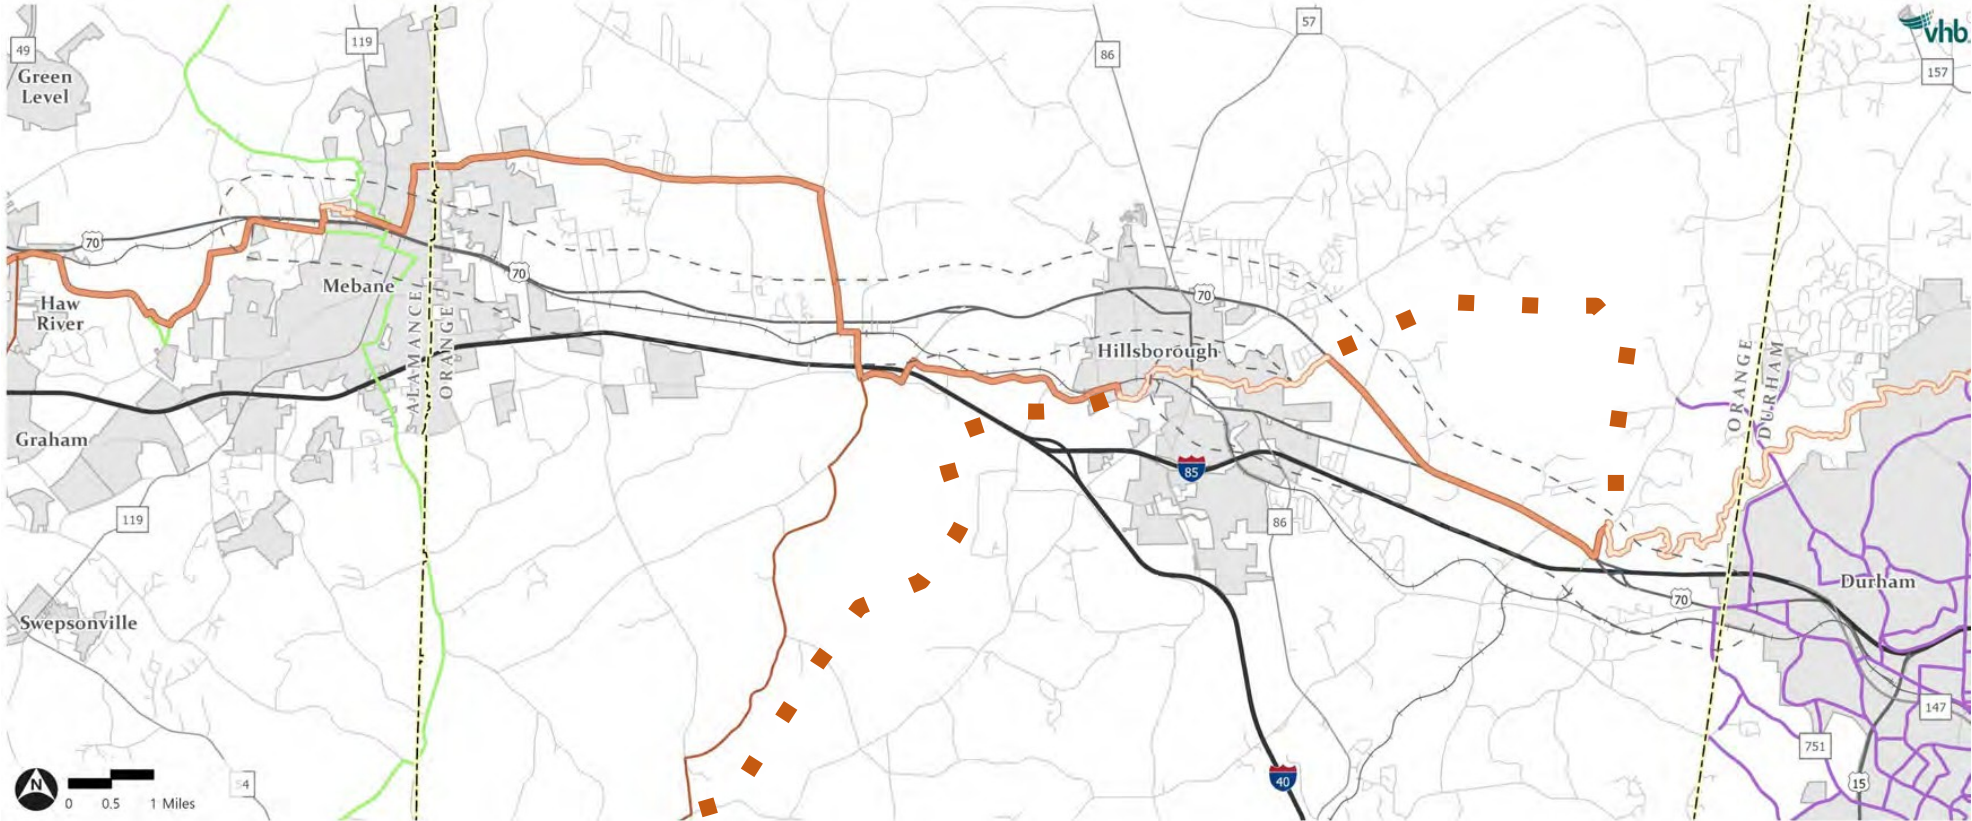 57
vhb
119
49
86
Green
Level
157
70
70
Mebane
70
Haw
River
ALAMANCE
ORANGE
Hillsborough
ORANGE
DURHAM
Graham
85
119
86
Durham
70
Swepsonville
147
751
N
54
40
15
0 0.5 1 Miles